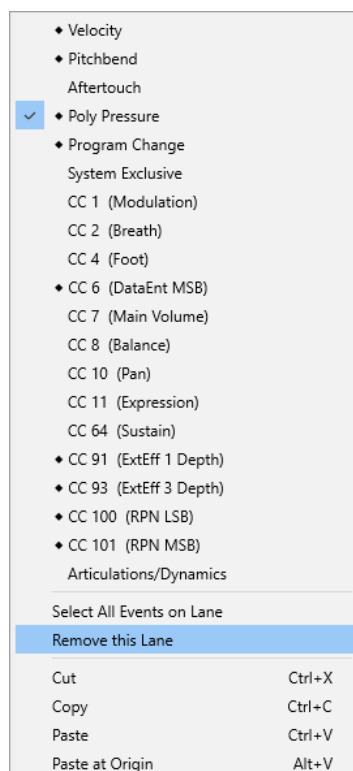 ◆ Velocity
◆ Pitchbend
Aftertouch
✓ ◆ Poly Pressure
◆ Program Change
System Exclusive
CC 1 (Modulation)
CC 2 (Breath)
CC 4 (Foot)
◆ CC 6 (DataEnt MSB)
CC 7 (Main Volume)
CC 8 (Balance)
CC 10 (Pan)
CC 11 (Expression)
CC 64 (Sustain)
◆ CC 91 (ExtEff 1 Depth)
◆ CC 93 (ExtEff 3 Depth)
◆ CC 100 (RPN LSB)
◆ CC 101 (RPN MSB)
Articulations/Dynamics
Select All Events on Lane
Remove this Lane
Cut Ctrl+X
Copy Ctrl+C
Paste Ctrl+V
Paste at Origin Alt+V